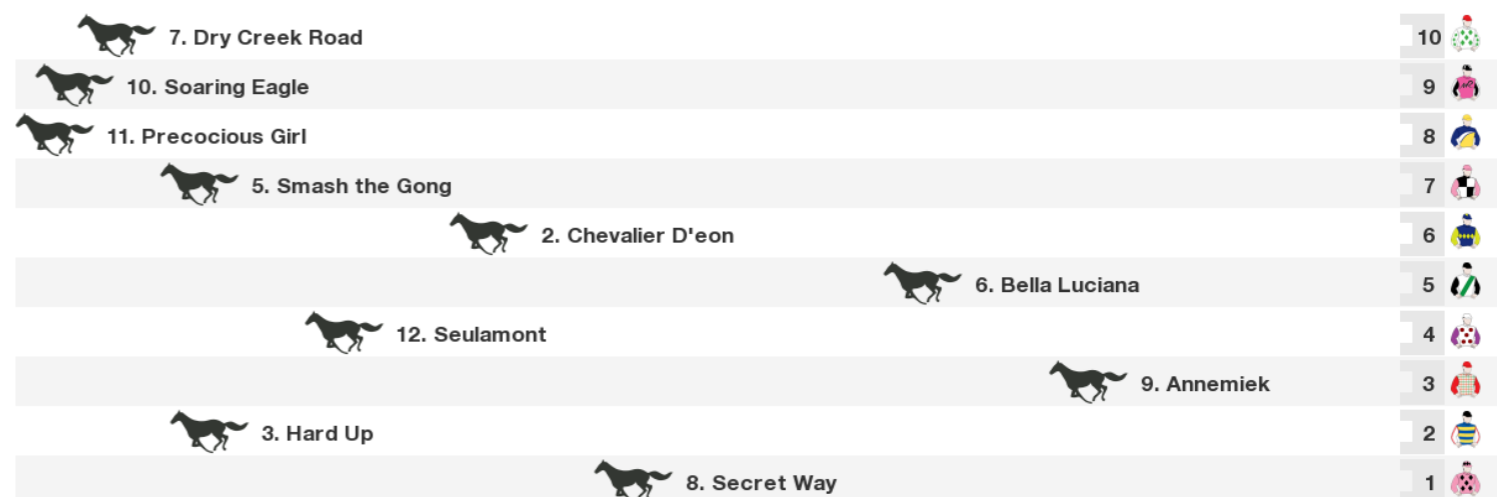 7. Dry Creek Road 10
10. Soaring Eagle 9
11. Precocious Girl 8
5. Smash the Gong 7
2. Chevalier D'eon 6
6. Bella Luciana 5
12. Seulamont 4
9. Annemiek 3
3. Hard Up 2
8. Secret Way 1